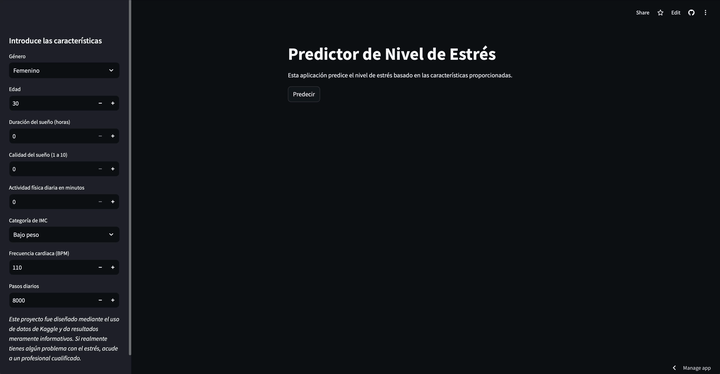 Share
Edit
Introduce las características
Género
Femenino
Edad
30
Duración del sueño (horas)
0
Calidad del sueño (1 a 10)
0
Actividad física diaria en minutos
0
Categoría de IMC
Bajo peso
Frecuencia cardiaca (BPM)
110
Pasos diarios
8000
Este proyecto fue diseñado mediante el uso
de datos de Kaggle y da resultados
meramente informativos. Si realmente
tienes algún problema con el estrés, acude
a un profesional cualificado.
Predictor de Nivel de Estrés
Esta aplicación predice el nivel de estrés basado en las características proporcionadas.
Predecir
Manage app